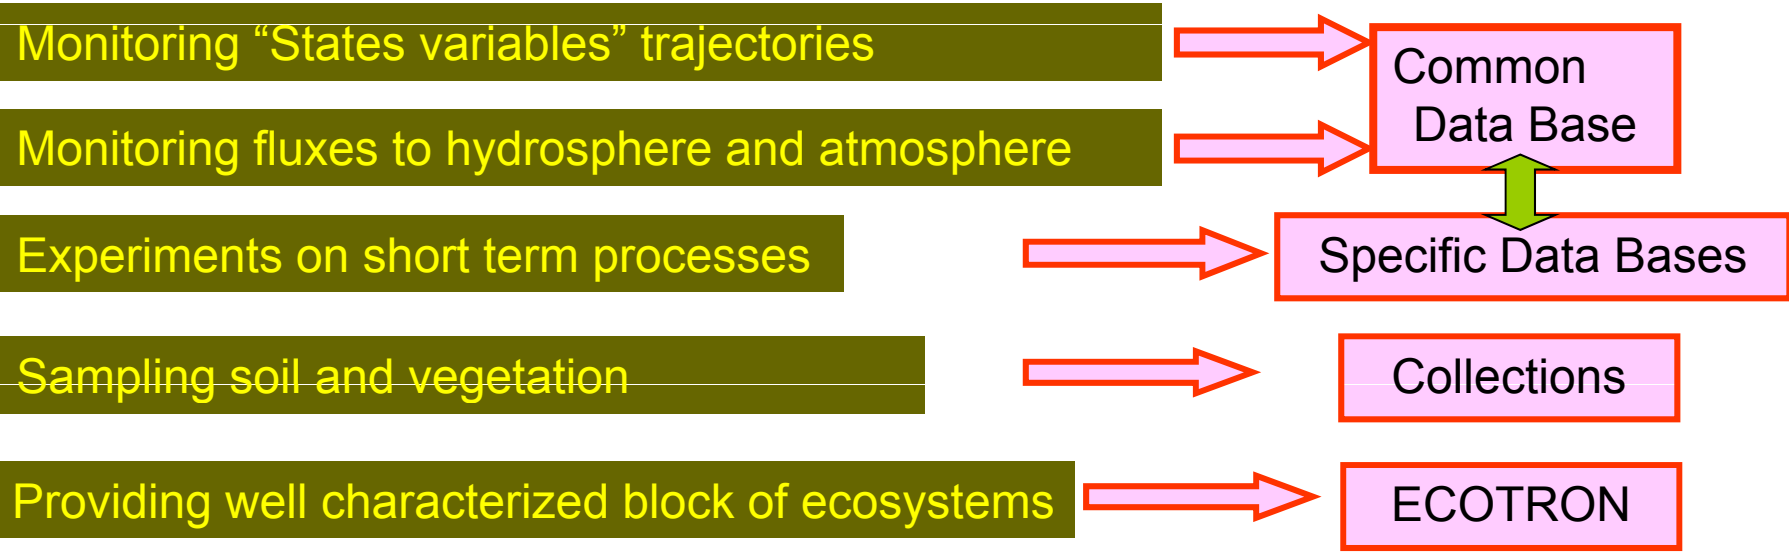 Monitoring “States variables” trajectories
Common
Data Base
Monitoring fluxes to hydrosphere and atmosphere
Experiments on short term processes
Specific Data Bases
Sampling soil and vegetation
Collections
Providing well characterized block of ecosystems
ECOTRON